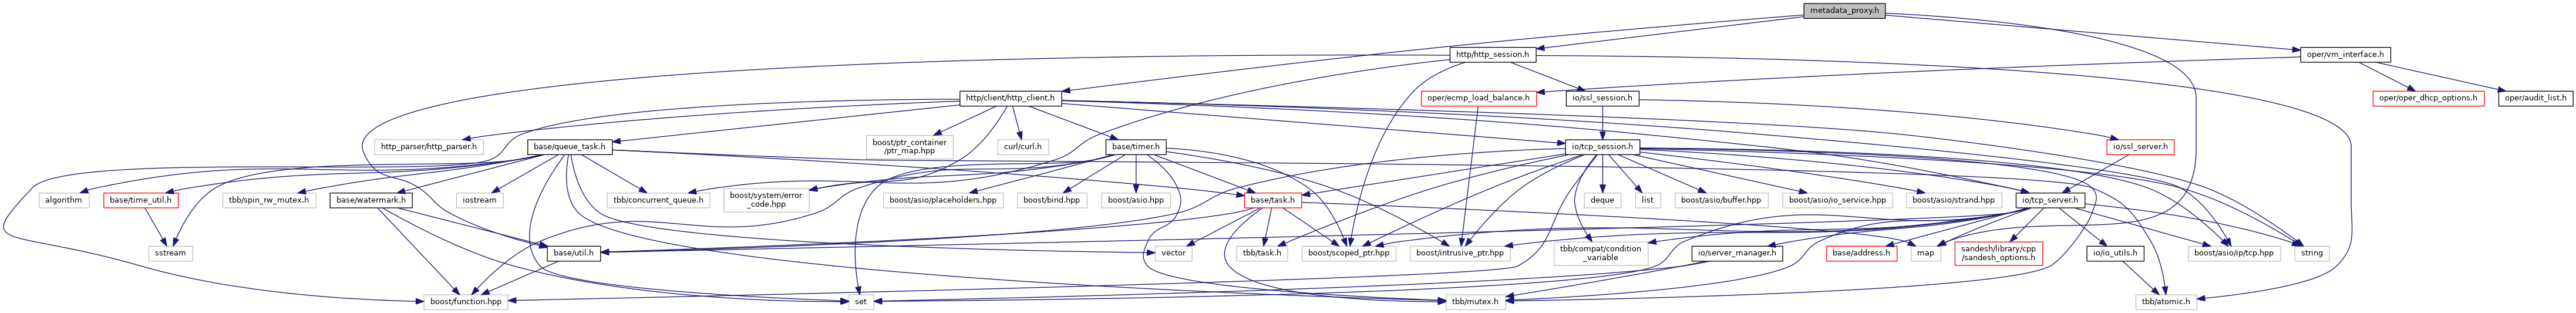 metadata_proxy.h
http/http_session.h
oper/vm_interface.h
http/client/http_client.h
oper/ecmp_load_balance.h
io/ssl_session.h
oper/oper_dhcp_options.h
oper/audit_list.h
http_parser/http_parser.h
base/queue_task.h
boost/ptr_container
/ptr_map.hpp
curl/curl.h
base/timer.h
io/tcp_session.h
io/ssl_server.h
algorithm
base/time_util.h
tbb/spin_rw_mutex.h
base/watermark.h
iostream
tbb/concurrent_queue.h
boost/system/error
_code.hpp
boost/asio/placeholders.hpp
boost/bind.hpp
boost/asio.hpp
base/task.h
deque
list
boost/asio/buffer.hpp
boost/asio/io_service.hpp
boost/asio/strand.hpp
io/tcp_server.h
sstream
base/util.h
vector
tbb/task.h
boost/scoped_ptr.hpp
boost/intrusive_ptr.hpp
tbb/compat/condition
_variable
io/server_manager.h
base/address.h
map
sandesh/library/cpp
/sandesh_options.h
io/io_utils.h
boost/asio/ip/tcp.hpp
string
boost/function.hpp
set
tbb/mutex.h
tbb/atomic.h